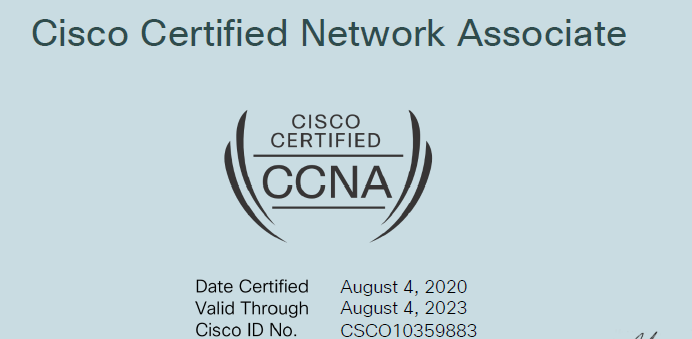 Cisco Certified Network Associate
CISCO
CERTIFIED
CCNA
Date Certified August 4, 2020
Valid Through August 4, 2023
Cisco ID No. CSCO10359883